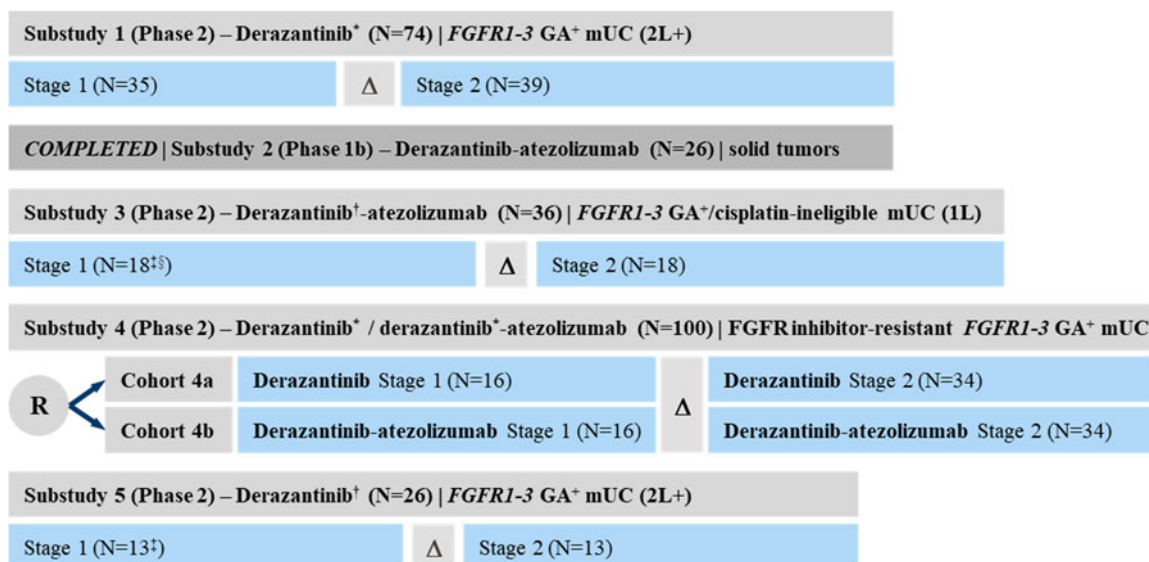 Substudy 1 (Phase 2) – Derazantinib* (N=74) | FGFR1-3 GA⁺ mUC (2L+)
Stage 1 (N=35) Δ Stage 2 (N=39)
COMPLETED | Substudy 2 (Phase 1b) – Derazantinib-atezolizumab (N=26) | solid tumors
Substudy 3 (Phase 2) – Derazantinib†-atezolizumab (N=36) | FGFR1-3 GA⁺/cisplatin-ineligible mUC (1L)
Stage 1 (N=18‡§) Δ Stage 2 (N=18)
Substudy 4 (Phase 2) – Derazantinib* / derazantinib*-atezolizumab (N=100) | FGFR inhibitor-resistant FGFR1-3 GA⁺ mUC
R
Cohort 4a Derazantinib Stage 1 (N=16) Δ Derazantinib Stage 2 (N=34)
Cohort 4b Derazantinib-atezolizumab Stage 1 (N=16) Derazantinib-atezolizumab Stage 2 (N=34)
Substudy 5 (Phase 2) – Derazantinib† (N=26) | FGFR1-3 GA⁺ mUC (2L+)
Stage 1 (N=13‡) Δ Stage 2 (N=13)